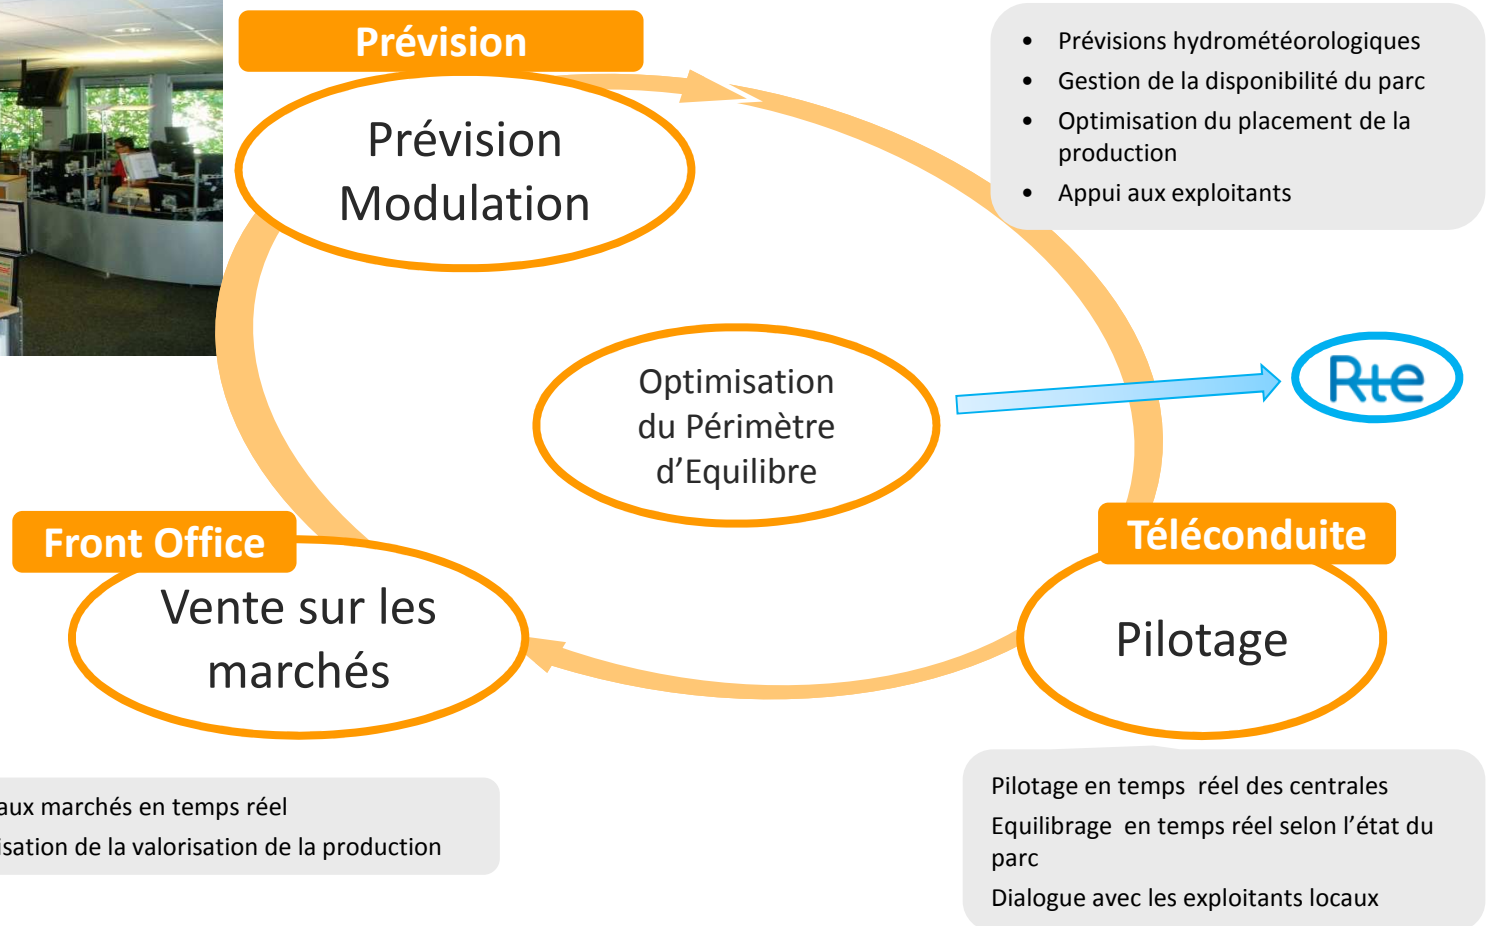 Prévision
Prévision
Modulation
• Prévisions hydrométéorologiques
• Gestion de la disponibilité du parc
• Optimisation du placement de la
production
• Appui aux exploitants
Optimisation
du Périmètre
d’Equilibre
Rte
Front Office
Vente sur les
marchés
Téléconduite
Pilotage
aux marchés en temps réel
de la valorisation de la production
Pilotage en temps réel des centrales
Equilibrage en temps réel selon l’état du
parc
Dialogue avec les exploitants locaux